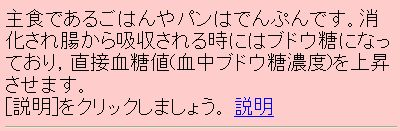 主食であるごはんやパンはでんぷんです。消
化され腸から吸収される時にはブドウ糖になっ
ており，直接血糖値(血中ブドウ糖濃度)を上昇
させます。
[説明]をクリックしましょう。 説明